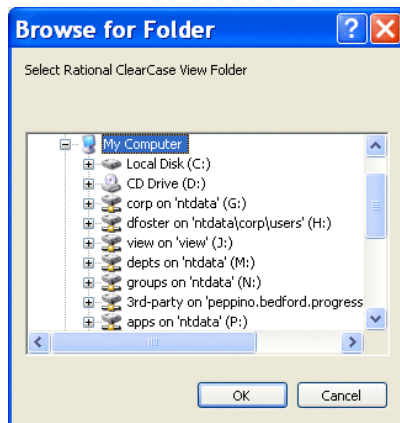 Browse for Folder
Select Rational ClearCase View Folder
My Computer
Local Disk (C:)
CD Drive (D:)
corp on 'ntdata' (G:)
dfoster on 'ntdata\corp\users' (H:)
view on 'view' (J:)
depts on 'ntdata' (M:)
groups on 'ntdata' (N:)
3rd-party on 'peppino.bedford.progress
apps on 'ntdata' (P:)
OK Cancel